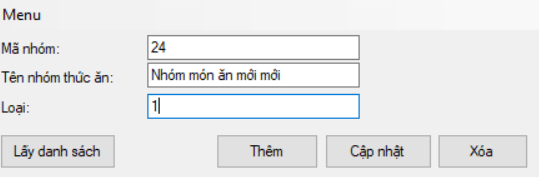 Menu
Mã nhóm: 24
Tên nhóm thức ăn: Nhóm món ăn mới mới
Loại: 1
Lấy danh sách Thêm Cập nhật Xóa